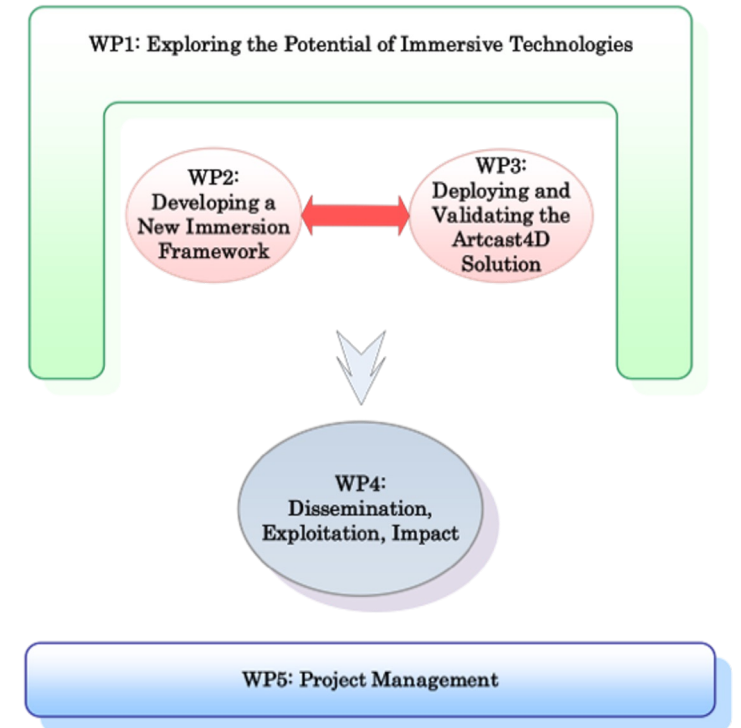 WP1: Exploring the Potential of Immersive Technologies
WP2:
Developing a
New Immersion
Framework
WP3:
Deploying and
Validating the
Artcast4D
Solution
WP4:
Dissemination,
Exploitation, Impact
WP5: Project Management